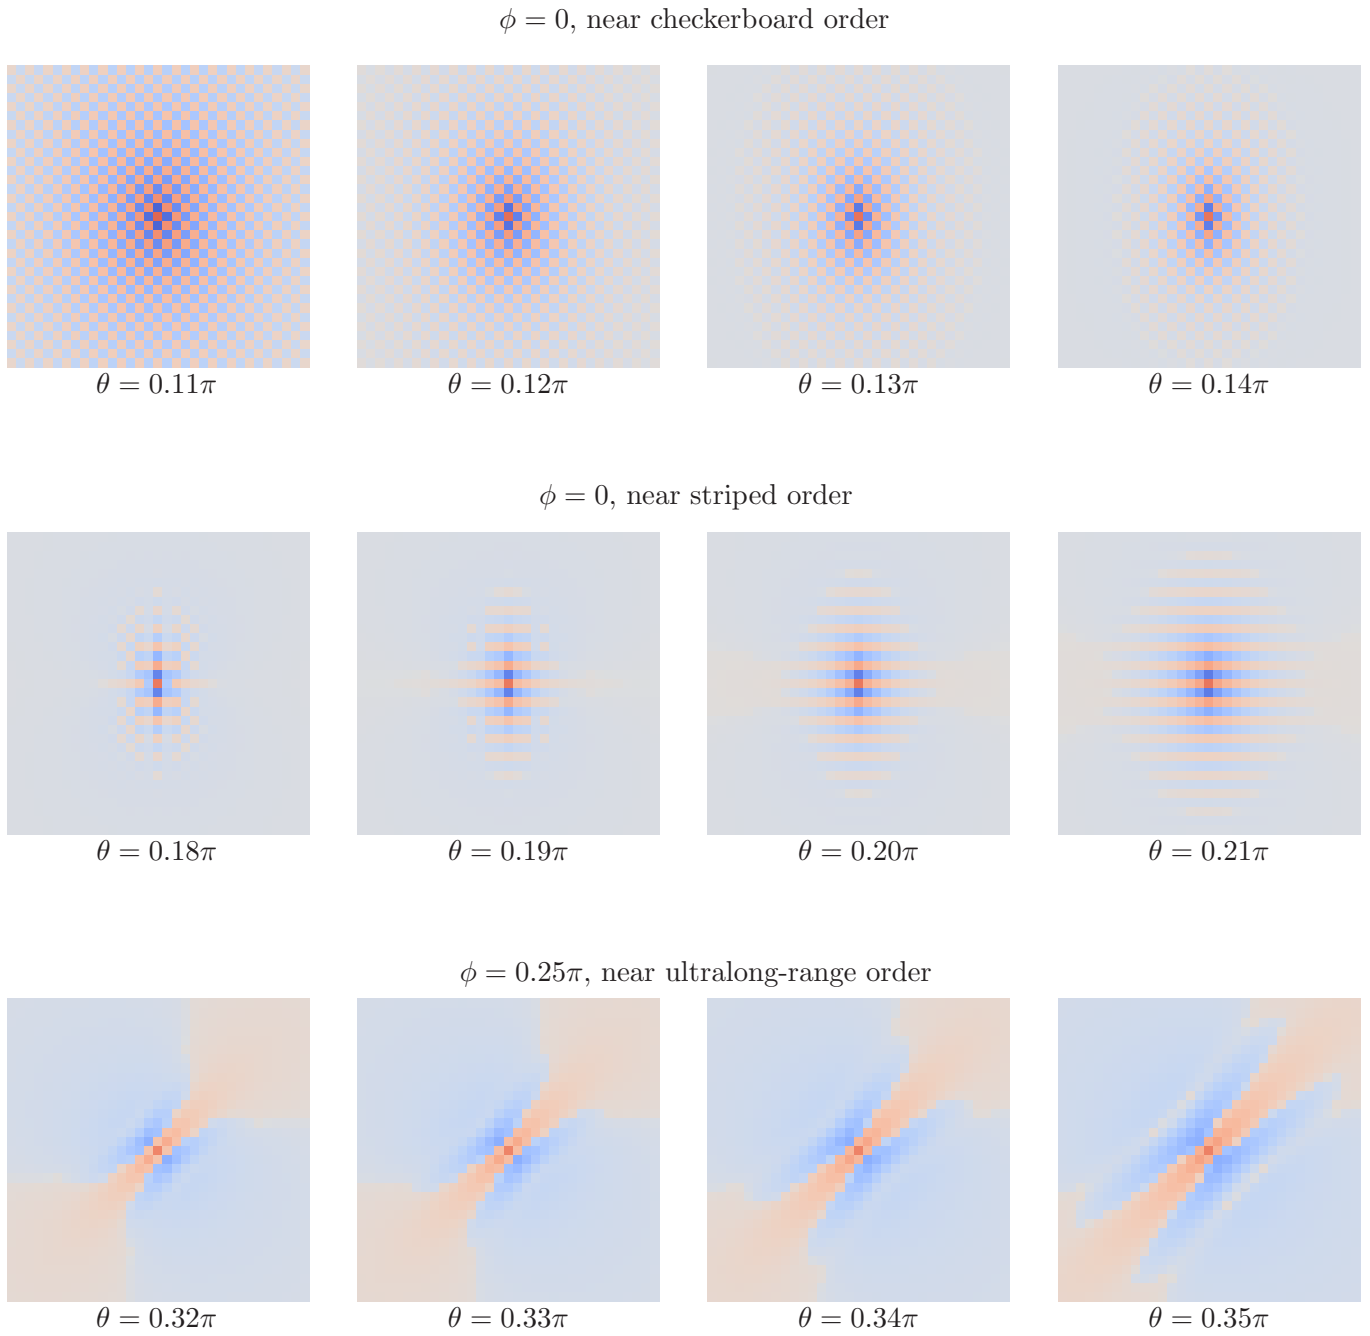 ϕ = 0, near checkerboard order
θ = 0.11π
θ = 0.12π
θ = 0.13π
θ = 0.14π
ϕ = 0, near striped order
θ = 0.18π
θ = 0.19π
θ = 0.20π
θ = 0.21π
ϕ = 0.25π, near ultralong-range order
θ = 0.32π
θ = 0.33π
θ = 0.34π
θ = 0.35π